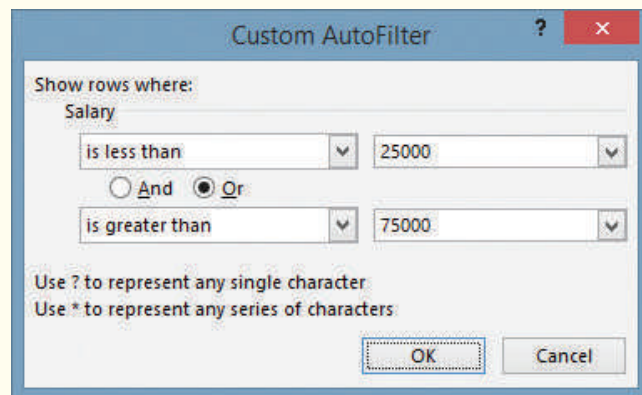 Custom AutoFilter ? ×
Show rows where:
Salary
is less than 25000
And Or
is greater than 75000
Use ? to represent any single character
Use * to represent any series of characters
OK Cancel